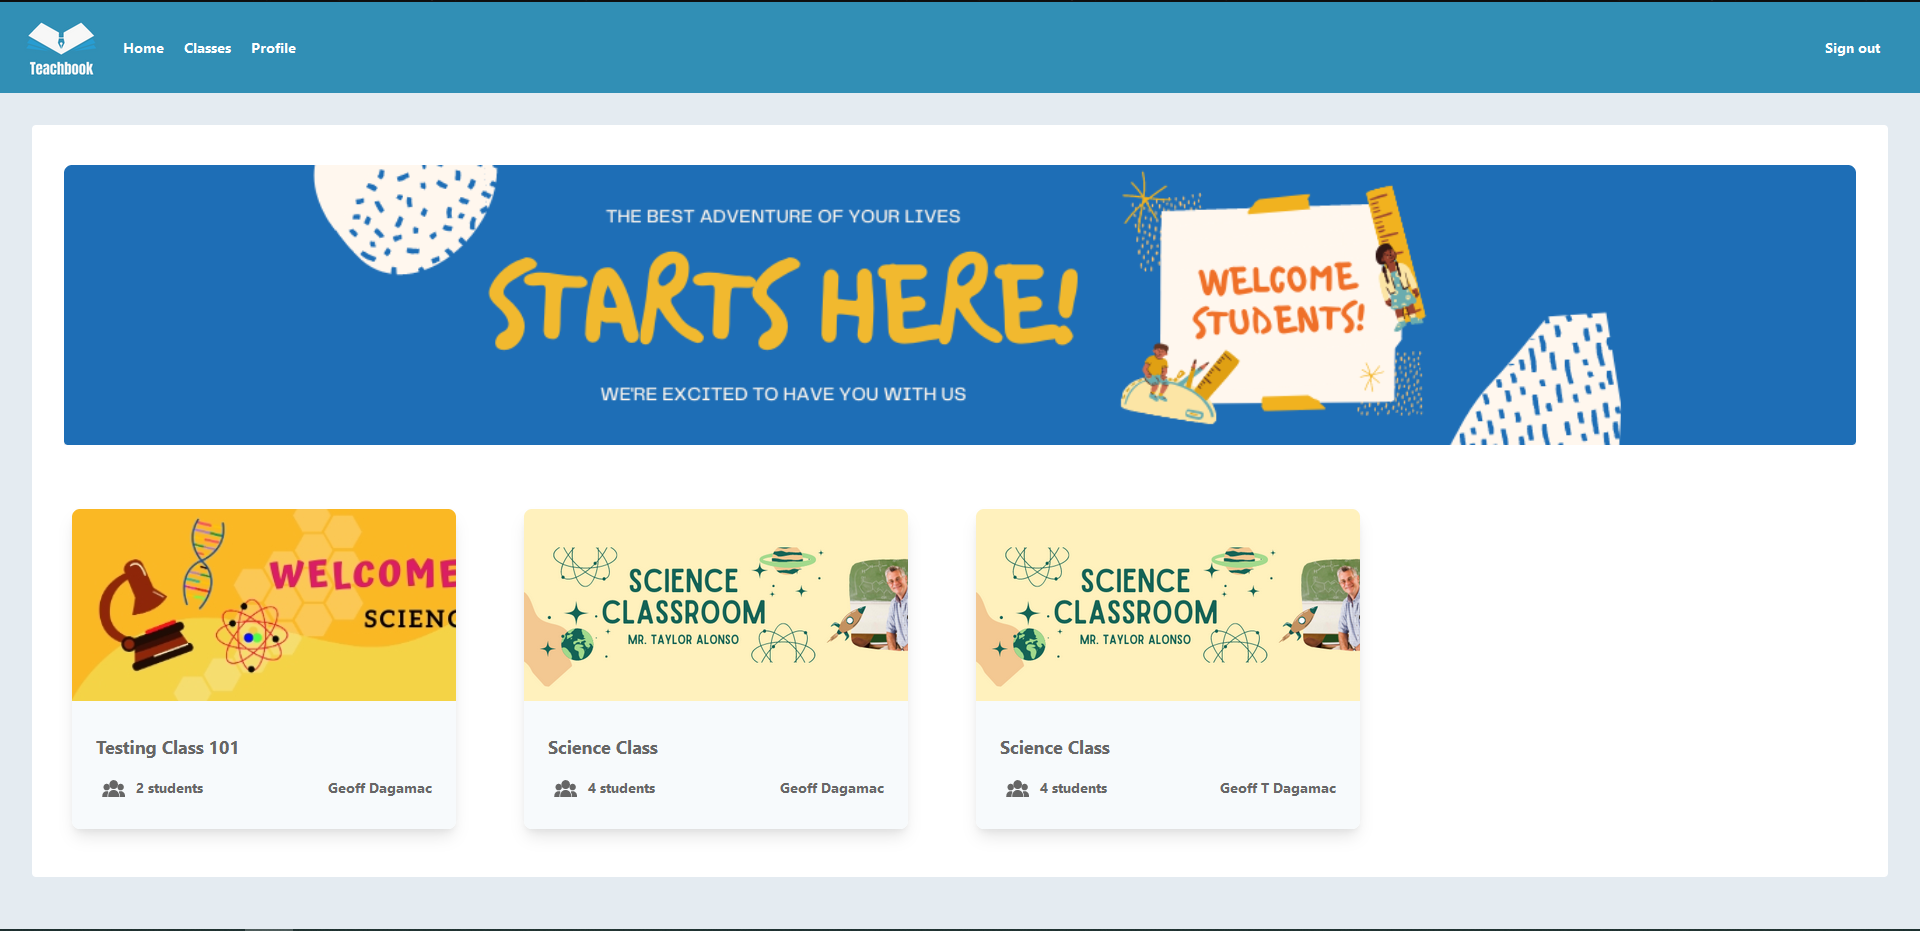 Teachbook
Home
Classes
Profile
Sign out
THE BEST ADVENTURE OF YOUR LIVES
STARTS HERE!
WE'RE EXCITED TO HAVE YOU WITH US
WELCOME
STUDENTS!
WELCOME
SCIENC
Testing Class 101
2 students
Geoff Dagamac
SCIENCE
CLASSROOM
MR. TAYLOR ALONSO
Science Class
4 students
Geoff Dagamac
SCIENCE
CLASSROOM
MR. TAYLOR ALONSO
Science Class
4 students
Geoff T Dagamac